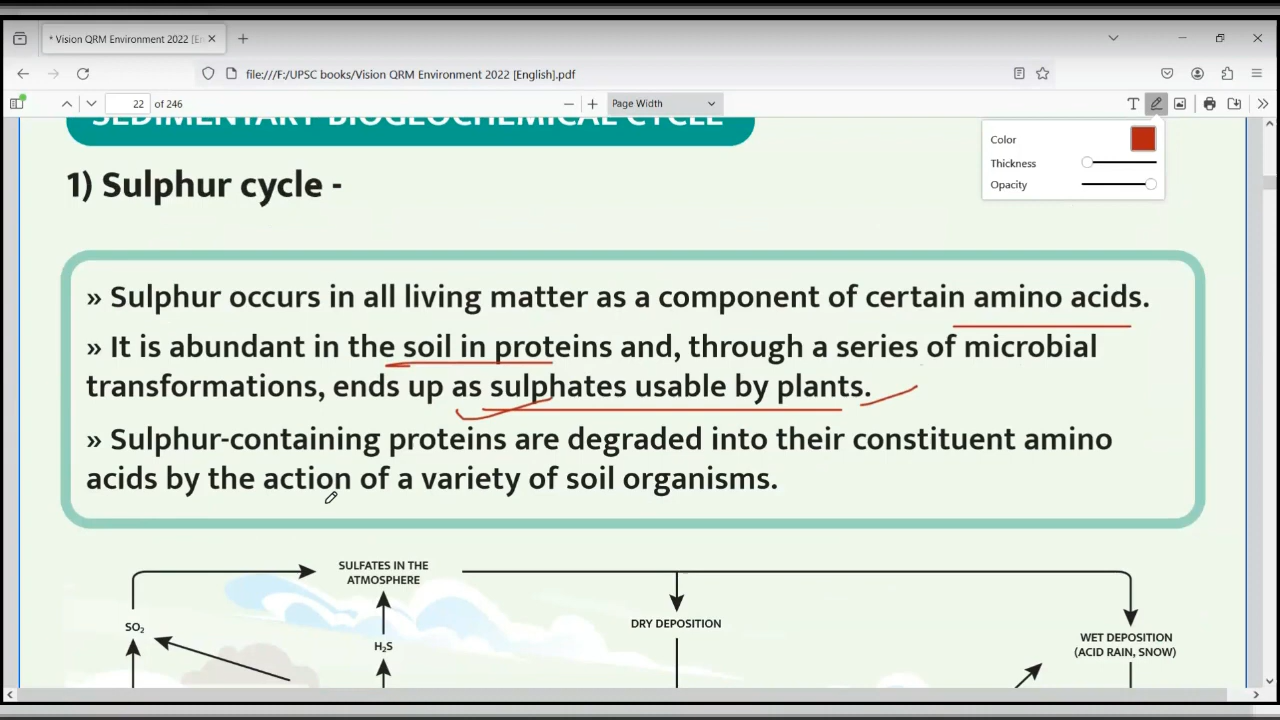 * Vision QRM Environment 2022 [E
file:///F:/UPSC books/Vision QRM Environment 2022 [English].pdf
22 of 246
Page Width
Color
Thickness
Opacity
SEDIMENTARY BIOGEOCHEMICAL CYCLE
1) Sulphur cycle -
» Sulphur occurs in all living matter as a component of certain amino acids.
» It is abundant in the soil in proteins and, through a series of microbial
transformations, ends up as sulphates usable by plants.
» Sulphur-containing proteins are degraded into their constituent amino
acids by the action of a variety of soil organisms.
SULFATES IN THE
ATMOSPHERE
SO₂
DRY DEPOSITION
H₂S
WET DEPOSITION
(ACID RAIN, SNOW)